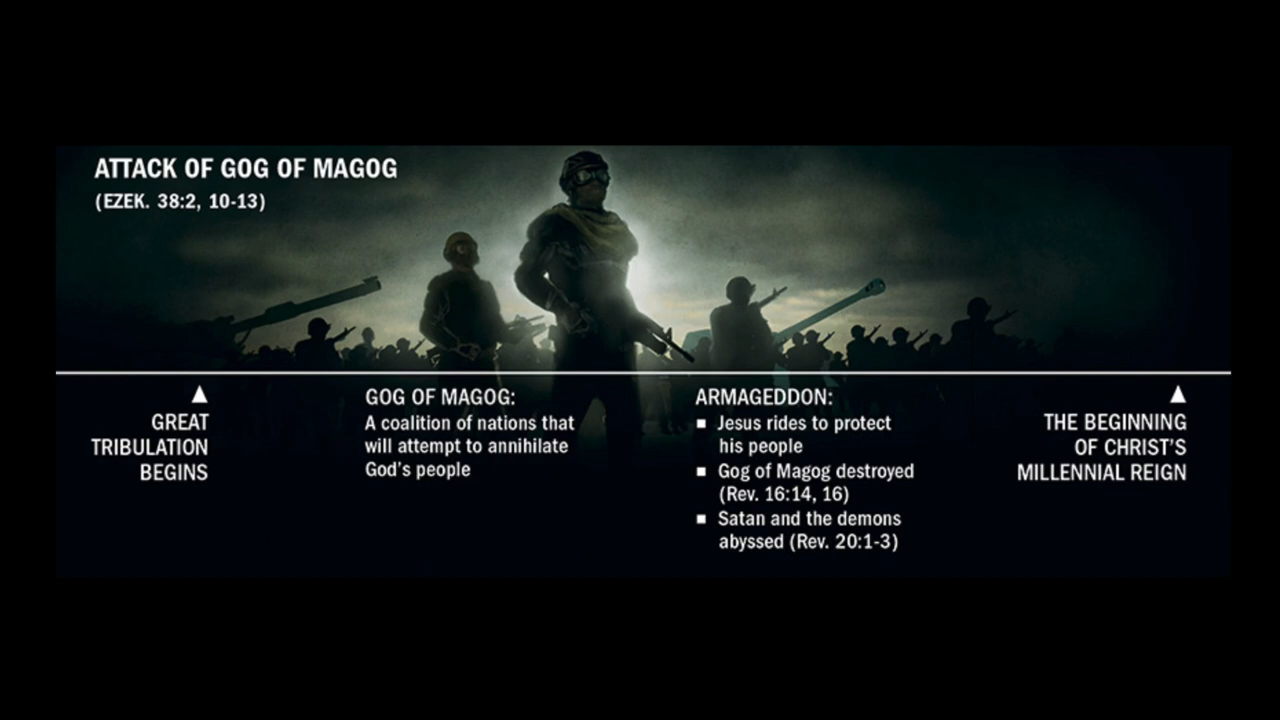 ATTACK OF GOG OF MAGOG
(EZEK. 38:2, 10-13)
GREAT
TRIBULATION
BEGINS
GOG OF MAGOG:
A coalition of nations that
will attempt to annihilate
God's people
ARMAGEDDON:
▪ Jesus rides to protect
his people
▪ Gog of Magog destroyed
(Rev. 16:14, 16)
▪ Satan and the demons
abyssed (Rev. 20:1-3)
THE BEGINNING
OF CHRIST'S
MILLENNIAL REIGN